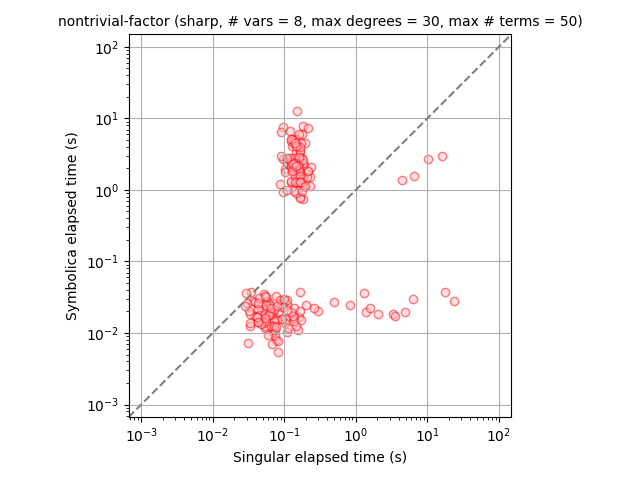 nontrivial-factor (sharp, # vars = 8, max degrees = 30, max # terms = 50)
Symbolica elapsed time (s)
10²
10¹
10⁰
10⁻¹
10⁻²
10⁻³
10⁻³ 10⁻² 10⁻¹ 10⁰ 10¹ 10²
Singular elapsed time (s)